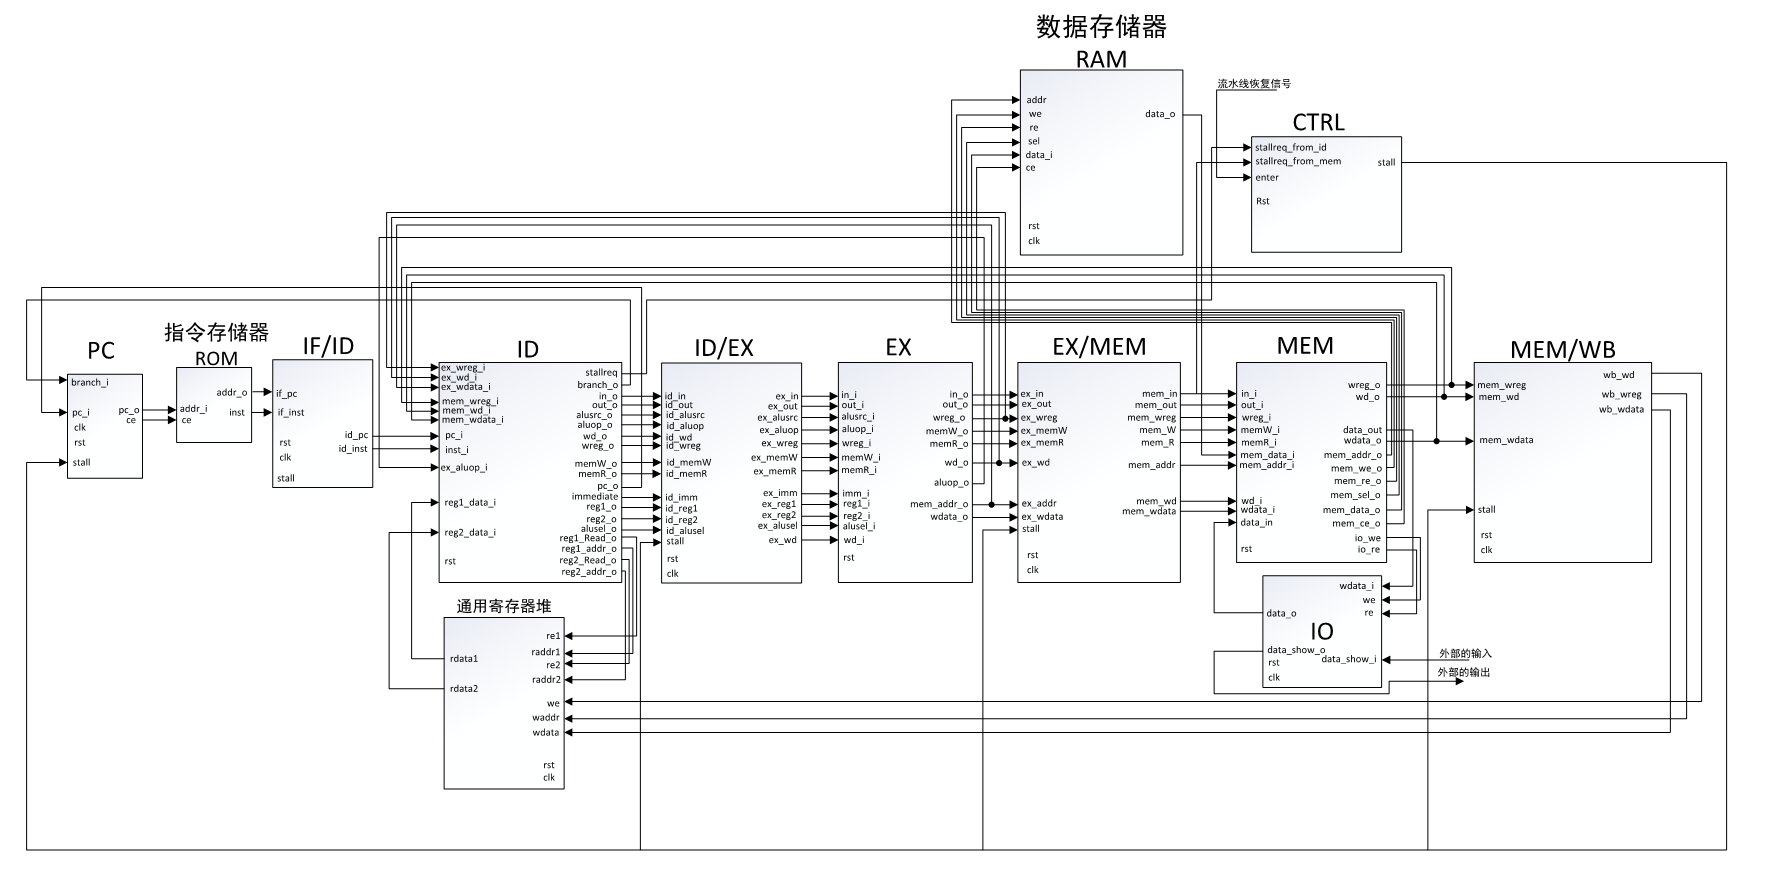 数据存储器
RAM
addr
we
re
sel
data_i
ce
data_o
rst
clk
流水线恢复信号
CTRL
stallreq_from_id
stallreq_from_mem
enter
Rst
stall
PC
branch_i
pc_i
clk
rst
stall
pc_o
ce
指令存储器
ROM
addr_i
ce
addr_o
inst
IF/ID
if_pc
if_inst
rst
clk
stall
id_pc
id_inst
ID
ex_wreg_i
ex_wd_i
ex_wdata_i
mem_wreg_i
mem_wd_i
mem_wdata_i
pc_i
inst_i
ex_aluop_i
reg1_data_i
reg2_data_i
rst
stallreq
branch_o
in_o
out_o
alusrc_o
aluop_o
wd_o
wreg_o
memW_o
memR_o
pc_o
immediate
reg1_o
reg2_o
alusel_o
reg1_Read_o
reg1_addr_o
reg2_Read_o
reg2_addr_o
ID/EX
id_in
id_out
id_alusrc
id_aluop
id_wd
id_wreg
id_memW
id_memR
id_imm
id_reg1
id_reg2
id_alusel
stall
rst
clk
ex_in
ex_out
ex_alusrc
ex_aluop
ex_wreg
ex_memW
ex_memR
ex_imm
ex_reg1
ex_reg2
ex_alusel
ex_wd
EX
in_i
out_i
alusrc_i
aluop_i
wreg_i
memW_i
memR_i
imm_i
reg1_i
reg2_i
alusel_i
wd_i
rst
in_o
out_o
wreg_o
memW_o
memR_o
wd_o
aluop_o
mem_addr_o
wdata_o
EX/MEM
ex_in
ex_out
ex_wreg
ex_memW
ex_memR
ex_wd
ex_addr
ex_wdata
stall
rst
clk
mem_in
mem_out
mem_wreg
mem_W
mem_R
mem_addr
mem_wd
mem_wdata
MEM
in_i
out_i
wreg_i
memW_i
memR_i
mem_data_i
mem_addr_i
wd_i
wdata_i
data_in
rst
wreg_o
wd_o
data_out
wdata_o
mem_addr_o
mem_we_o
mem_re_o
mem_sel_o
mem_data_o
mem_ce_o
io_we
io_re
MEM/WB
mem_wreg
mem_wd
mem_wdata
stall
rst
clk
wb_wd
wb_wreg
wb_wdata
通用寄存器堆
rdata1
rdata2
re1
raddr1
re2
raddr2
we
waddr
wdata
rst
clk
wdata_i
we
re
data_o
IO
data_show_o
data_show_i
rst
clk
外部的输入
外部的输出